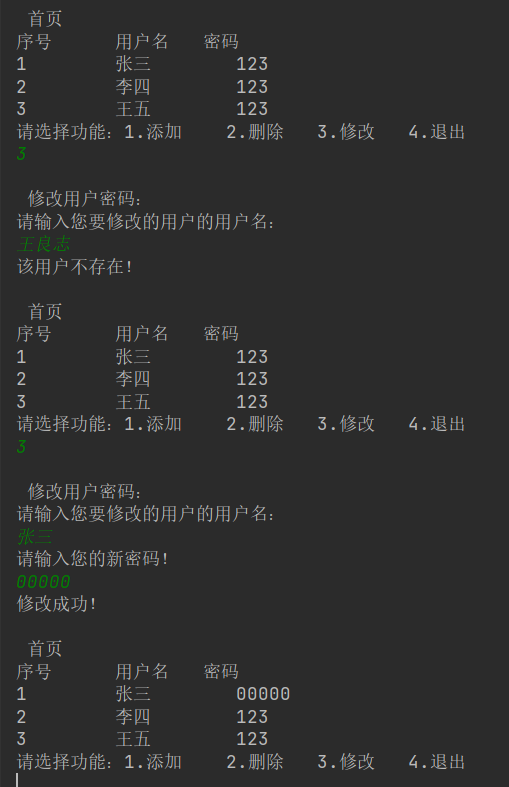 首页
序号 用户名 密码
1 张三 123
2 李四 123
3 王五 123
请选择功能：1.添加 2.删除 3.修改 4.退出
3
修改用户密码：
请输入您要修改的用户的用户名：
王良志
该用户不存在！
首页
序号 用户名 密码
1 张三 123
2 李四 123
3 王五 123
请选择功能：1.添加 2.删除 3.修改 4.退出
3
修改用户密码：
请输入您要修改的用户的用户名：
张三
请输入您的新密码！
00000
修改成功！
首页
序号 用户名 密码
1 张三 00000
2 李四 123
3 王五 123
请选择功能：1.添加 2.删除 3.修改 4.退出